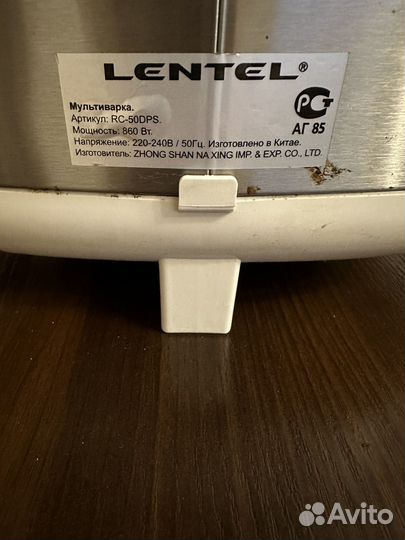 LENTEL®
Мультиварка.
Артикул: RC-50DPS.
Мощность: 860 Вт.
АГ 85
Напряжение: 220-240В / 50Гц. Изготовлено в Китае.
Изготовитель: ZHONG SHAN NA XING IMP. & EXP. CO., LTD.
Avito